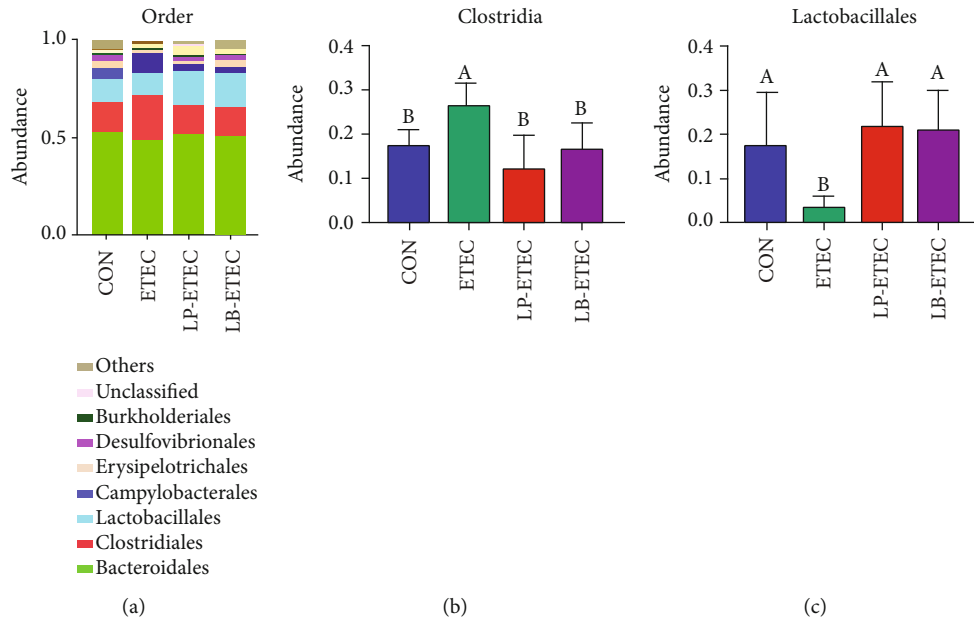 Order
Abundance
1.0
0.5
0.0
CON
ETEC
LP-ETEC
LB-ETEC
Others
Unclassified
Burkholderiales
Desulfovibrionales
Erysipelotrichales
Campylobacterales
Lactobacillales
Clostridiales
Bacteroidales
(a)
Clostridia
Abundance
0.4
0.3
0.2
0.1
0.0
B
A
B
B
CON
ETEC
LP-ETEC
LB-ETEC
(b)
Lactobacillales
Abundance
0.4
0.3
0.2
0.1
0.0
A
B
A
A
CON
ETEC
LP-ETEC
LB-ETEC
(c)